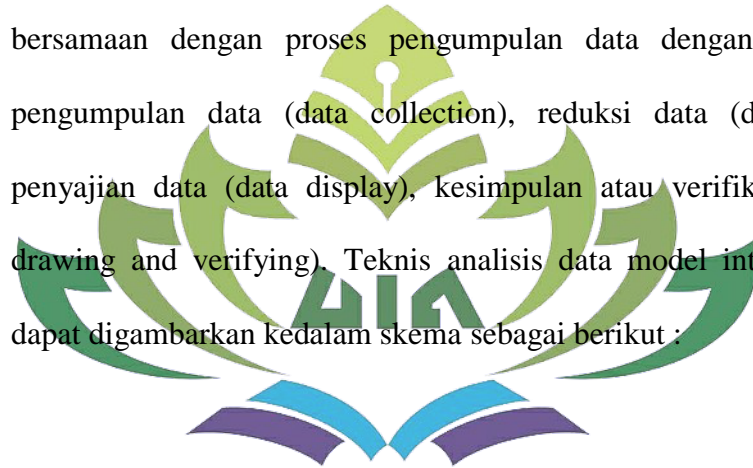 bersamaan dengan proses pengumpulan data dengan
pengumpulan data (data collection), reduksi data (d
penyajian data (data display), kesimpulan atau verifik
drawing and verifying). Teknis analisis data model int
dapat digambarkan kedalam skema sebagai berikut :